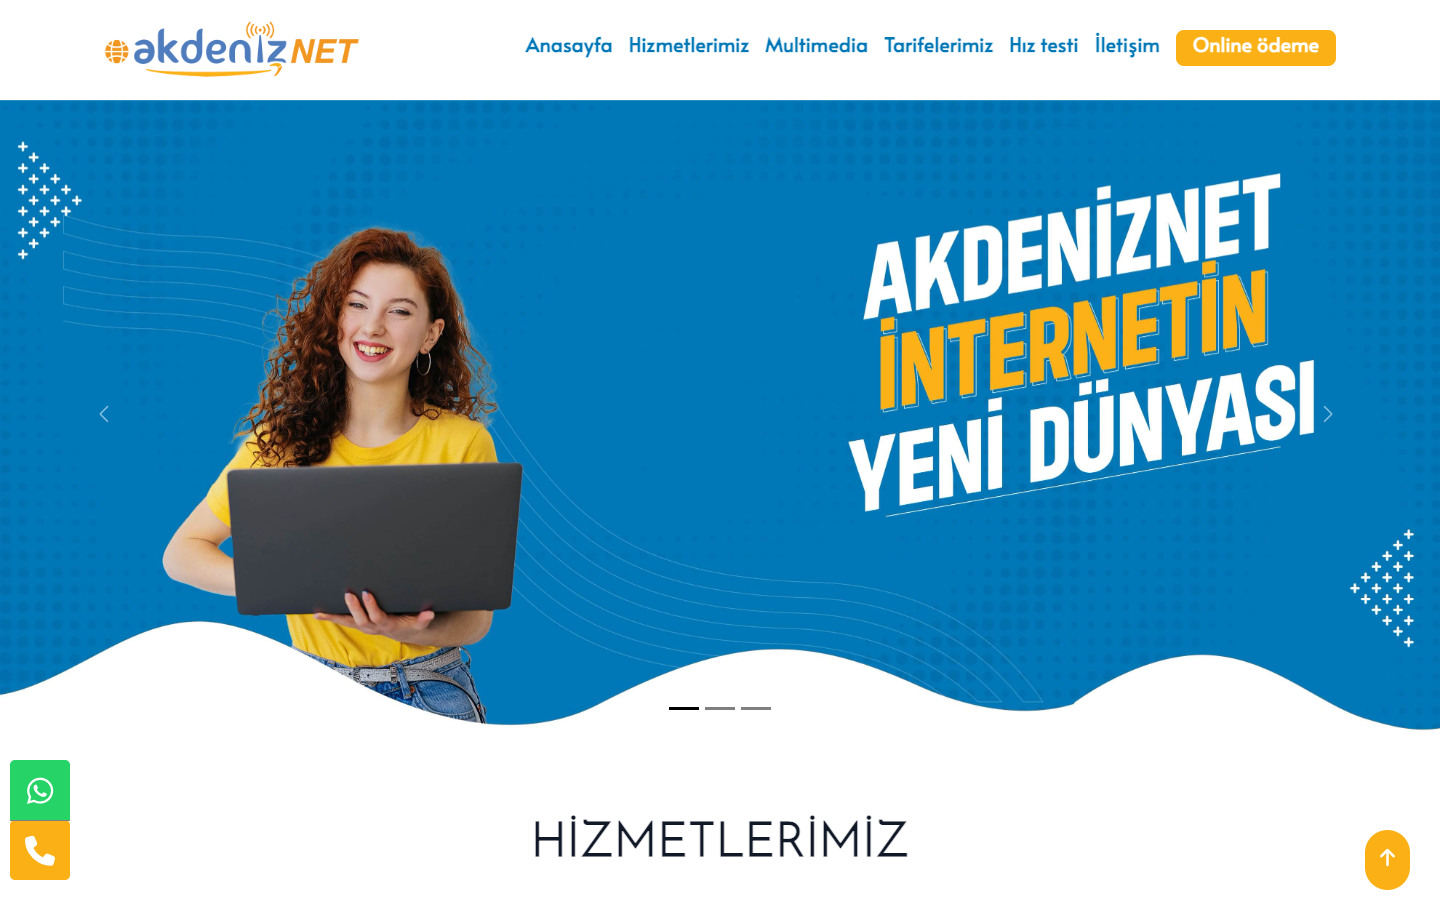 akdenizNET
Anasayfa Hizmetlerimiz Multimedia Tarifelerimiz Hız testi İletişim Online ödeme
AKDENİZNET
İNTERNETİN
YENİ DÜNYASI
HİZMETLERİMİZ